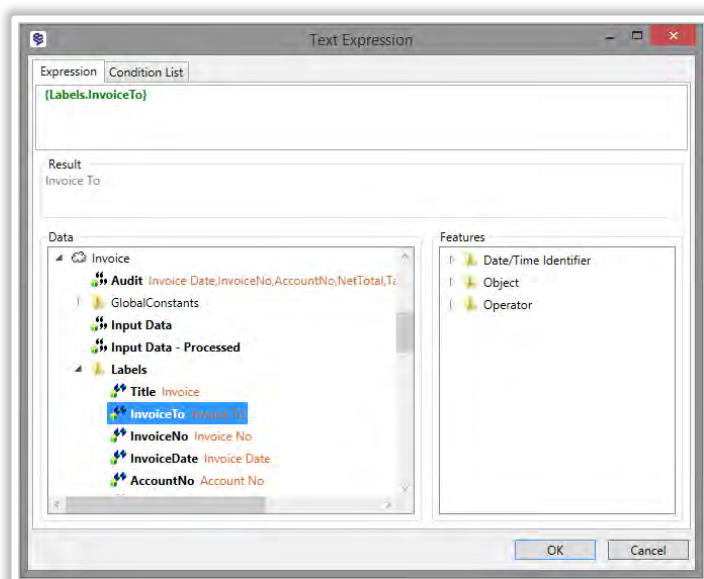 Text Expression
Expression Condition List
{Labels.InvoiceTo}
Result
Invoice To
Data
Invoice
Audit Invoice Date,InvoiceNo,AccountNo,NetTotal,Ta
GlobalConstants
Input Data
Input Data - Processed
Labels
Title Invoice
InvoiceTo Invoice To
InvoiceNo Invoice No
InvoiceDate Invoice Date
AccountNo Account No
Features
Date/Time Identifier
Object
Operator
OK Cancel